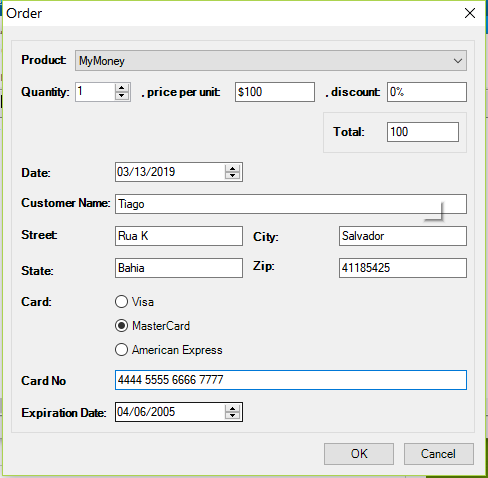 Order
Product: MyMoney
Quantity: 1 , price per unit: $100 , discount: 0%
Total: 100
Date: 03/13/2019
Customer Name: Tiago
Street: Rua K City: Salvador
State: Bahia Zip: 41185425
Card: Visa
MasterCard
American Express
Card No 4444 5555 6666 7777
Expiration Date: 04/06/2005
OK Cancel